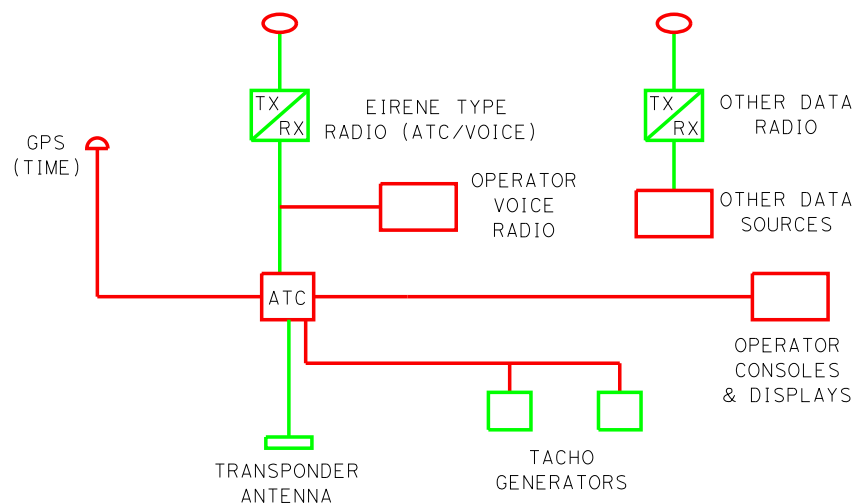 TX
RX
EIRENE TYPE
RADIO (ATC/VOICE)
TX
RX
OTHER DATA
RADIO
GPS
(TIME)
OPERATOR
VOICE
RADIO
OTHER DATA
SOURCES
ATC
OPERATOR
CONSOLES
& DISPLAYS
TRANSPONDER
ANTENNA
TACHO
GENERATORS